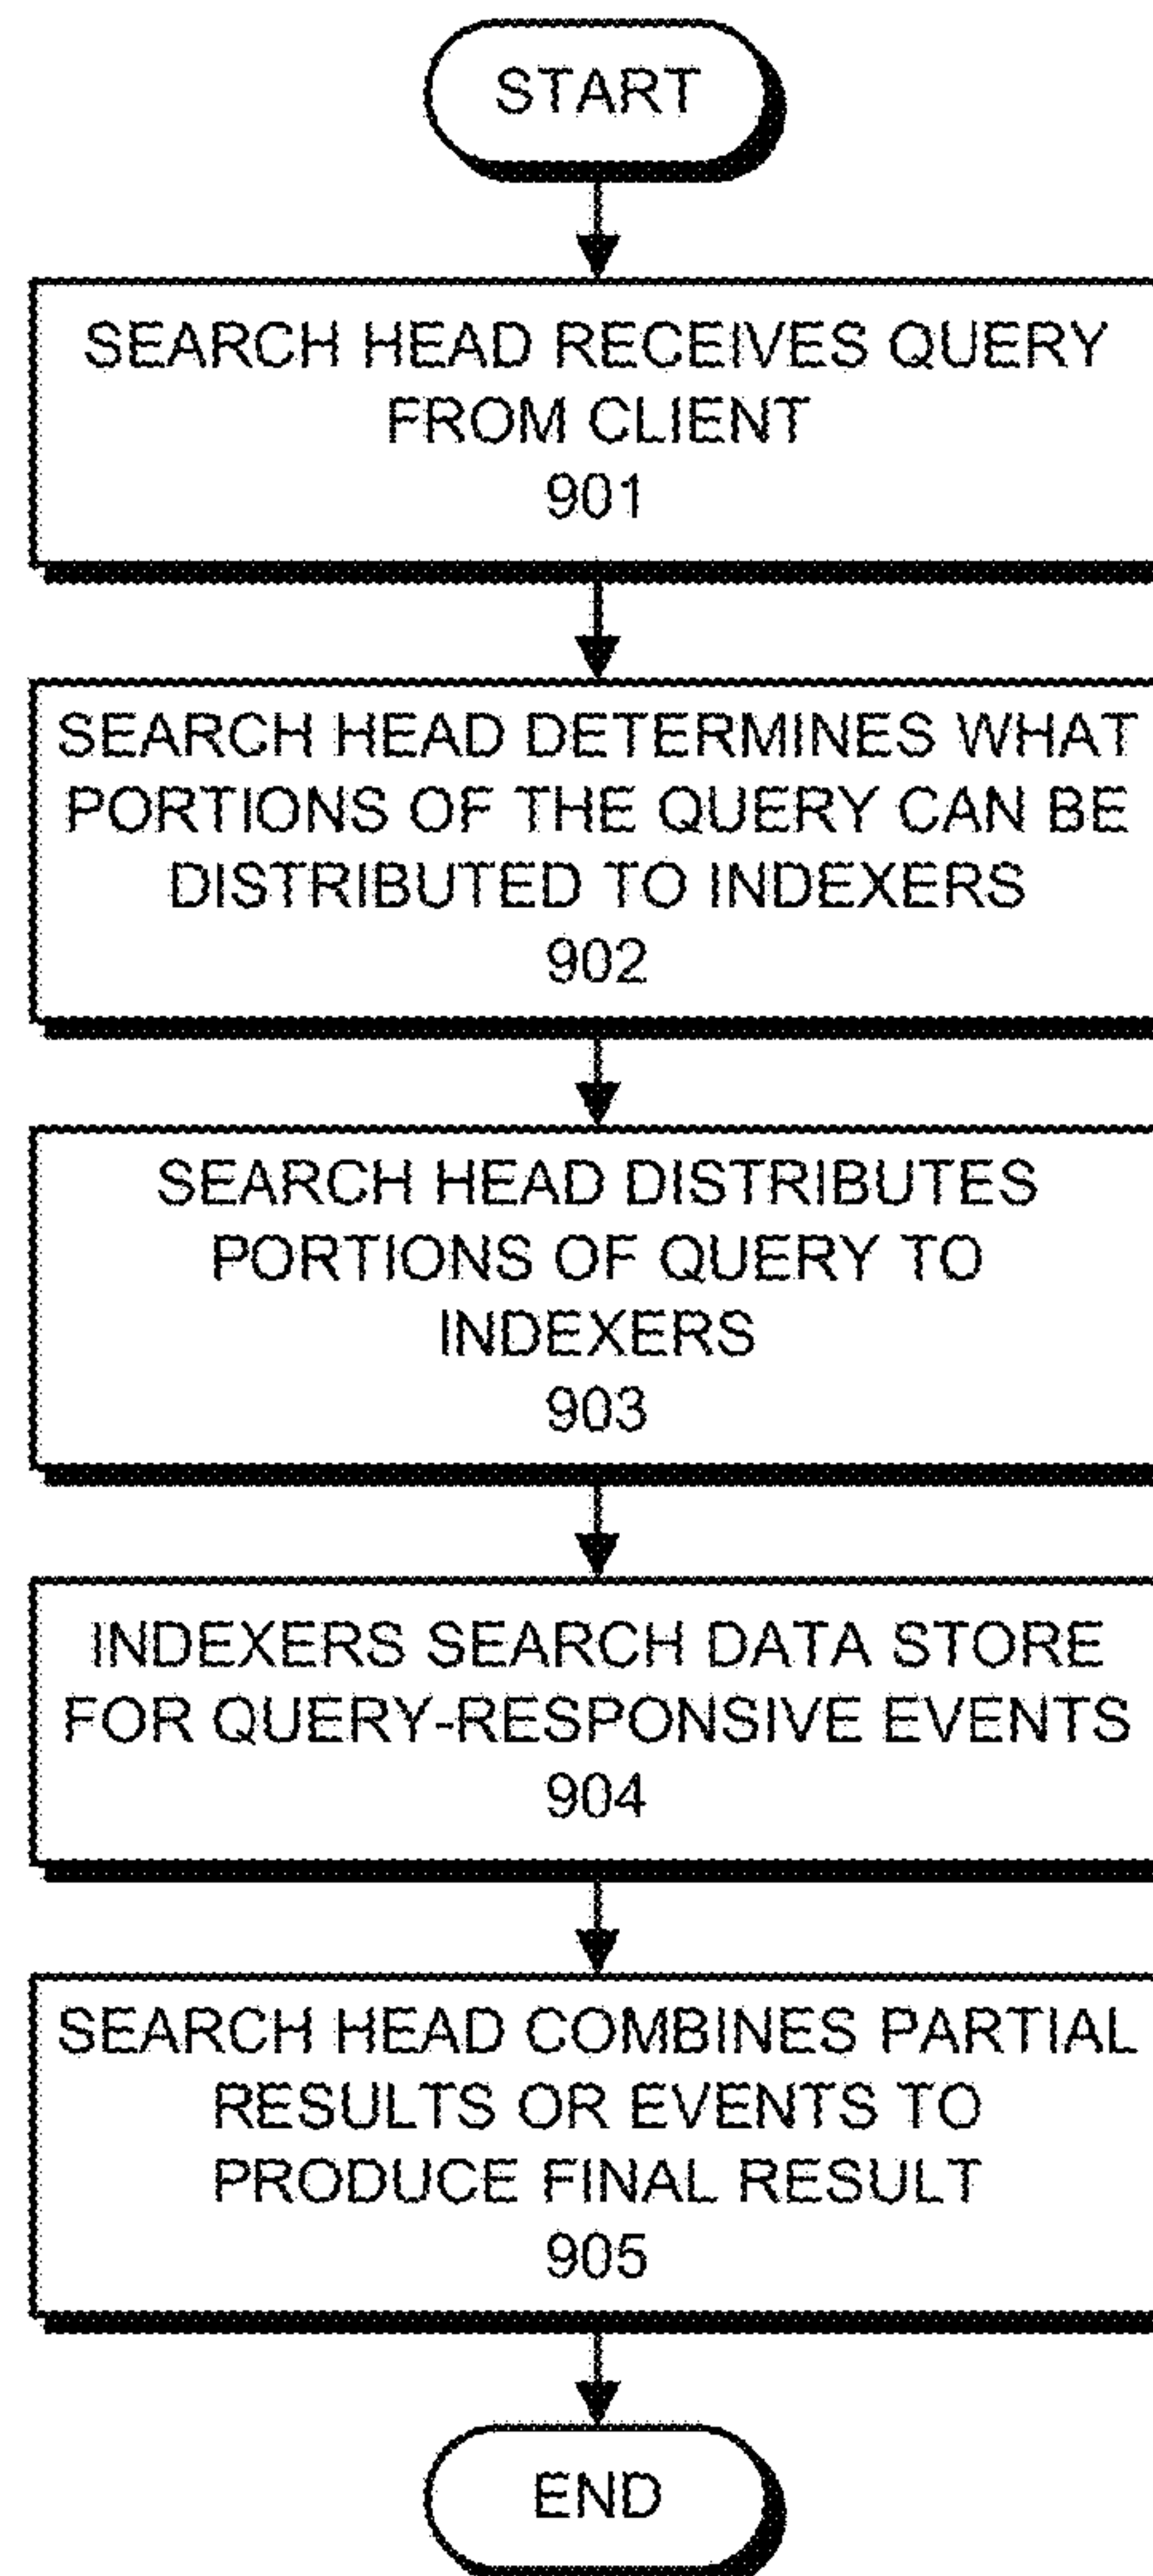 START
SEARCH HEAD RECEIVES QUERY
FROM CLIENT
901
SEARCH HEAD DETERMINES WHAT
PORTIONS OF THE QUERY CAN BE
DISTRIBUTED TO INDEXERS
902
SEARCH HEAD DISTRIBUTES
PORTIONS OF QUERY TO
INDEXERS
903
INDEXERS SEARCH DATA STORE
FOR QUERY-RESPONSIVE EVENTS
904
SEARCH HEAD COMBINES PARTIAL
RESULTS OR EVENTS TO
PRODUCE FINAL RESULT
905
END